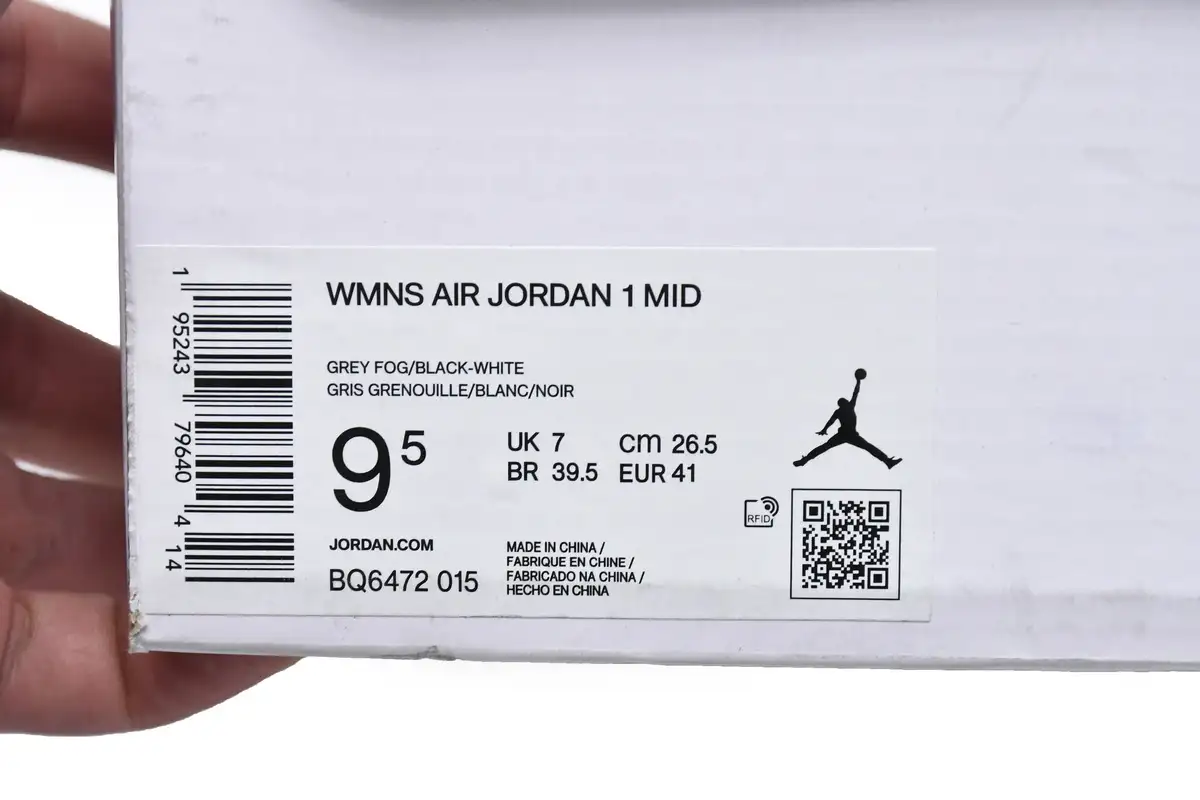 1 95243 79640 4 14
WMNS AIR JORDAN 1 MID
GREY FOG/BLACK-WHITE
GRIS GRENOUILLE/BLANC/NOIR
9 5
UK 7 cm 26.5
BR 39.5 EUR 41
RFID
JORDAN.COM
BQ6472 015
MADE IN CHINA /
FABRIQUE EN CHINE /
FABRICADO NA CHINA /
HECHO EN CHINA